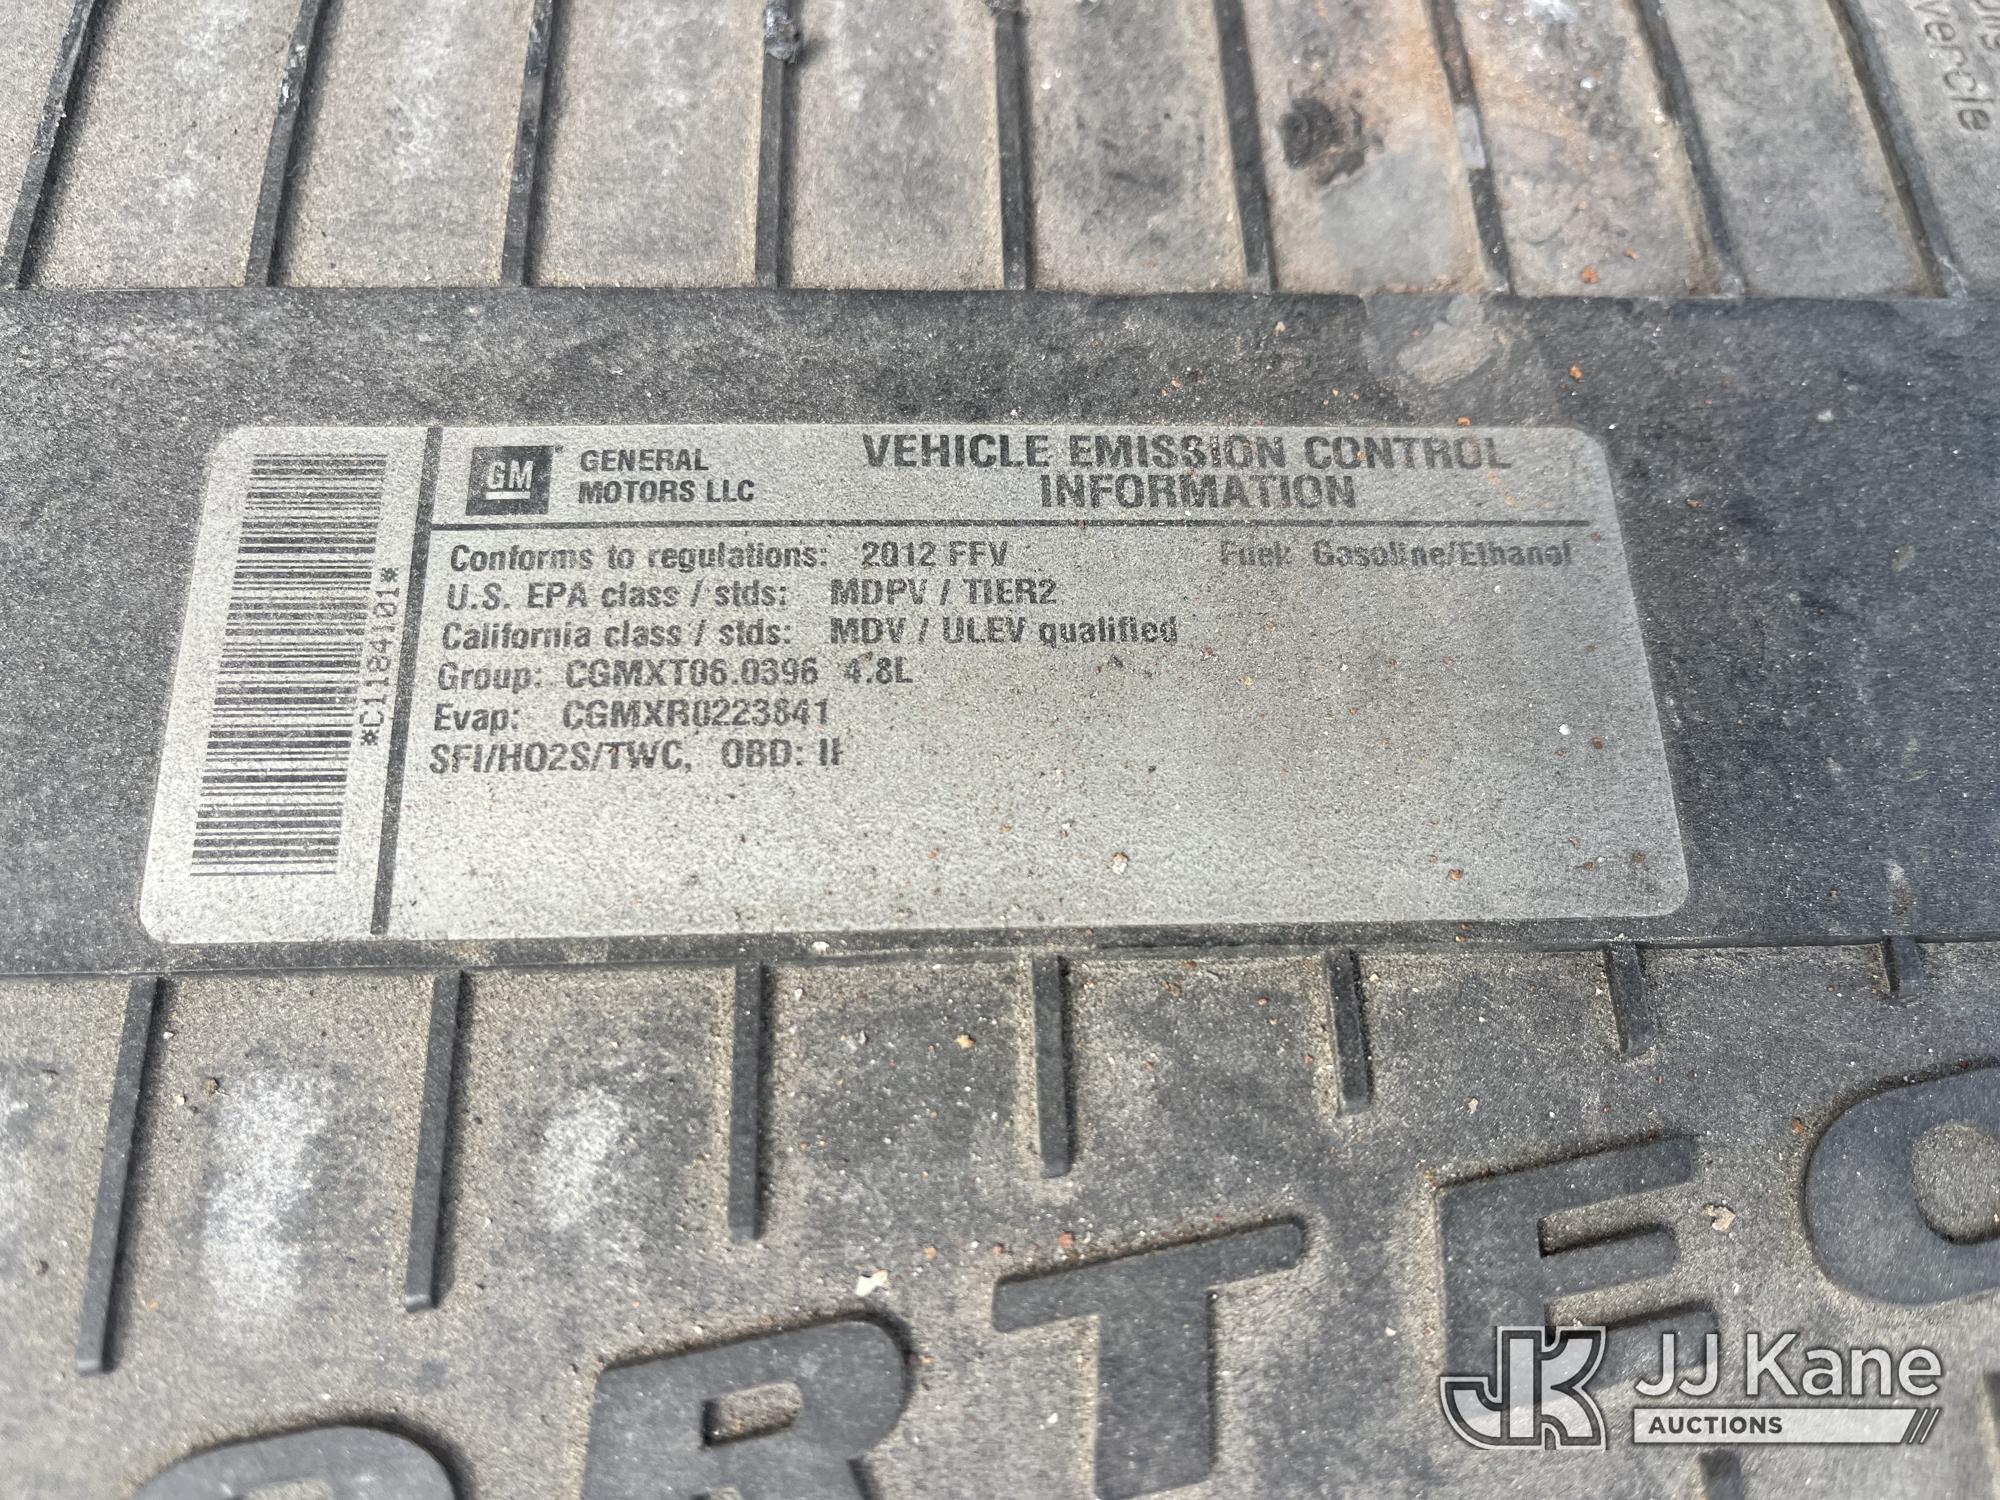 GM GENERAL MOTORS LLC
VEHICLE EMISSION CONTROL
INFORMATION
Conforms to regulations: 2012 FFV Fuel: Gasoline/Ethanol
U.S. EPA class / stds: MDPV / TIER2
California class / stds: MDV / ULEV qualified
Group: CGMXT06.0396 4.8L
Evap: CGMXR0223841
SFI/HO2S/TWC, OBD: II
*C1184101*
ORTEC
JK JJ Kane
AUCTIONS